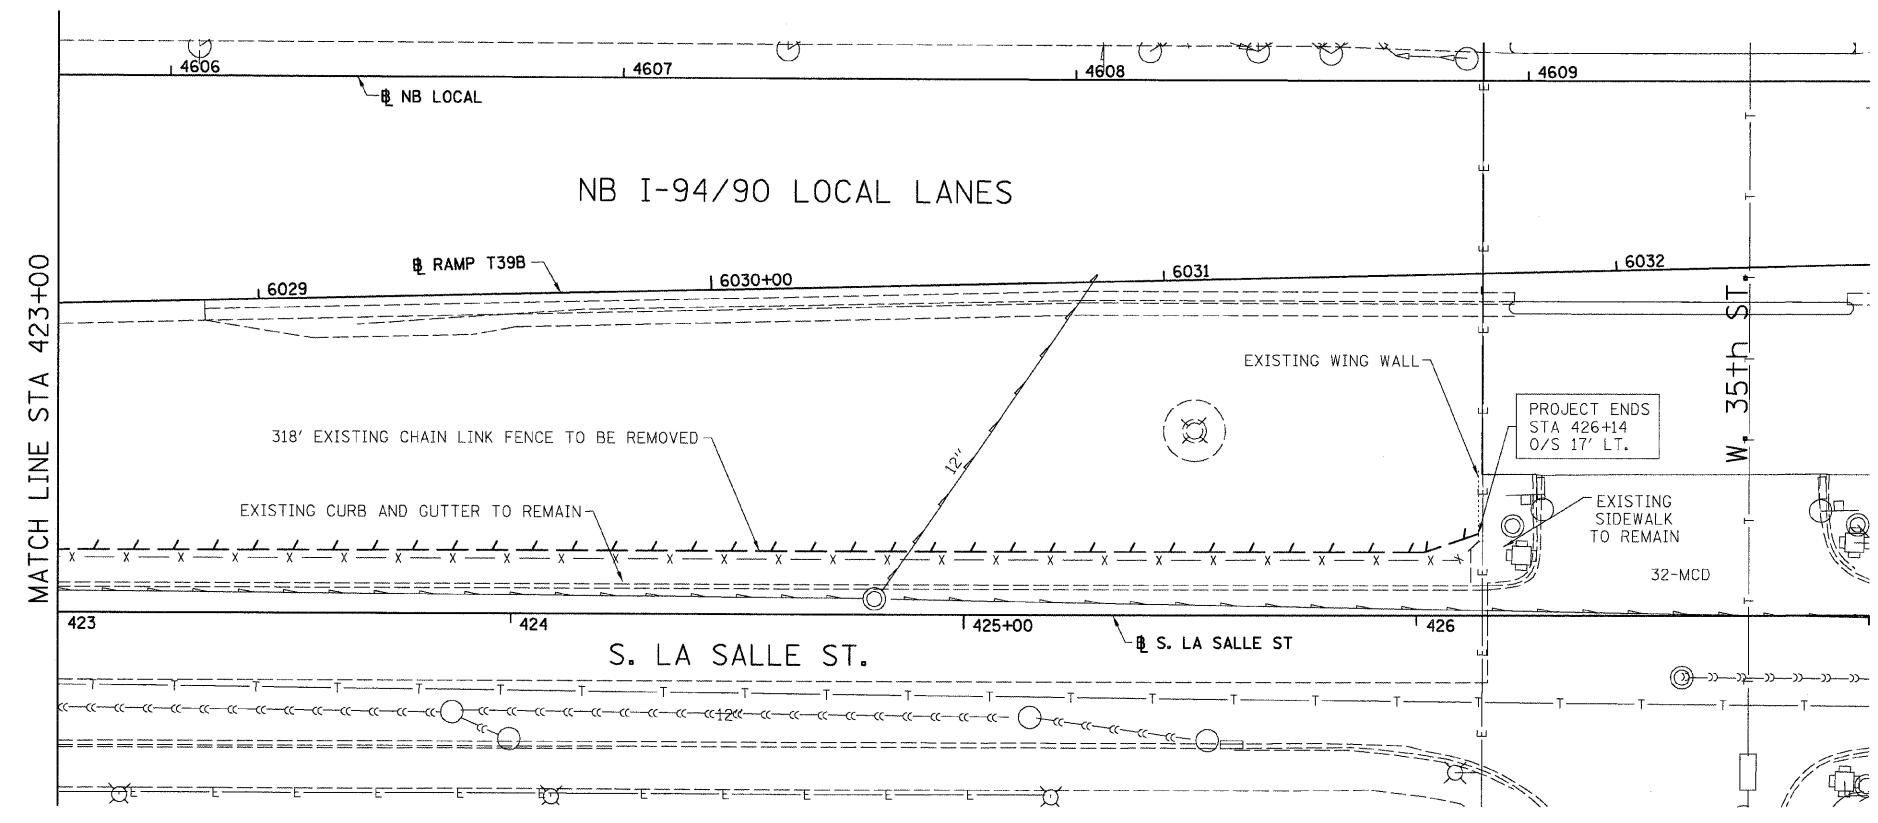 4606
4607
4608
4609
℄ NB LOCAL
NB I-94/90 LOCAL LANES
MATCH LINE STA 423+00
℄ RAMP T39B
6029
6030+00
6031
6032
W. 35th ST.
EXISTING WING WALL
PROJECT ENDS
STA 426+14
O/S 17' LT.
318' EXISTING CHAIN LINK FENCE TO BE REMOVED
12"
EXISTING CURB AND GUTTER TO REMAIN
EXISTING
SIDEWALK
TO REMAIN
32-MCD
423
424
425+00
426
℄ S. LA SALLE ST
S. LA SALLE ST.
12"